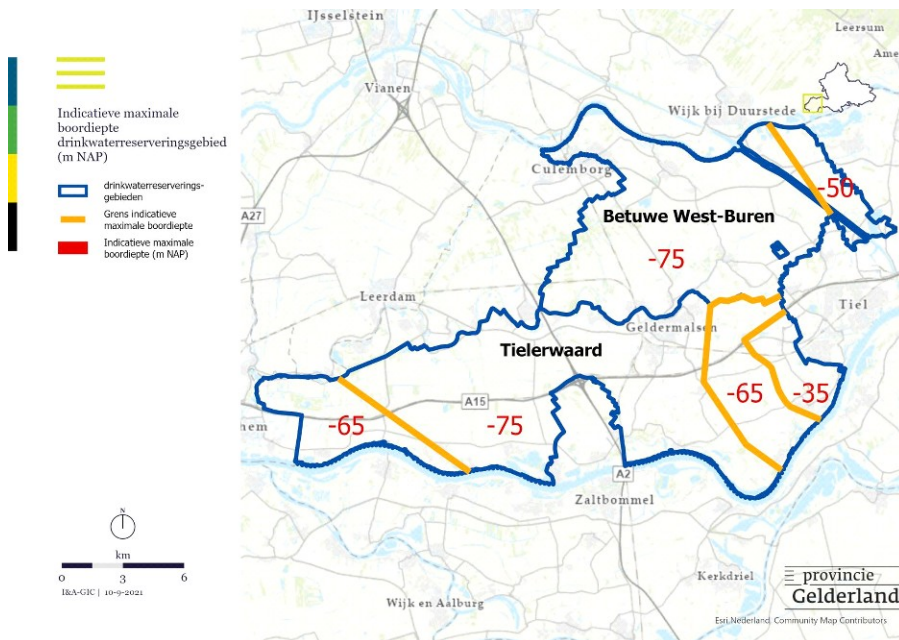 Indicatieve maximale
boordiepte
drinkwaterreserveringsgebied
(m NAP)
drinkwaterreserverings-
gebieden
Grens indicatieve
maximale boordiepte
Indicatieve maximale
boordiepte (m NAP)
N
km
0 3 6
I&A-GIC | 10-9-2021
IJsselstein
Leersum
Ame
Vianen
Wijk bij Duurstede
Culemborg
-50
A27
Betuwe West-Buren
-75
Leerdam
Tiel
Geldermalsen
Tielerwaard
A15
-65
-75
-65
-35
hem
A2
Zaltbommel
Kerkdriel
Wijk en Aalburg
provincie
Gelderland
Esri Nederland, Community Map Contributors